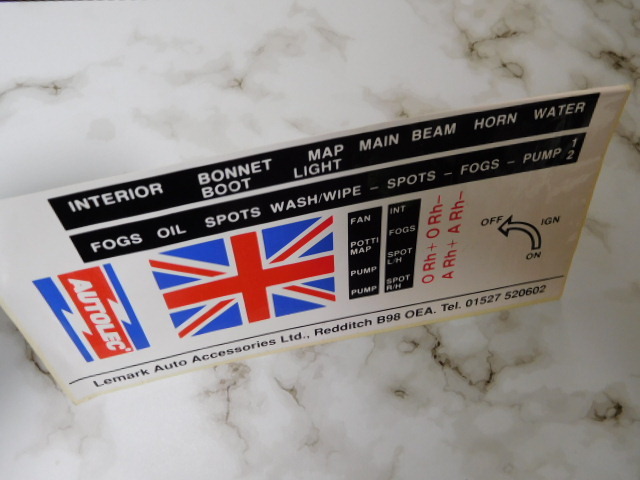 INTERIOR BONNET BOOT MAP LIGHT MAIN BEAM HORN WATER
FOGS OIL SPOTS WASH/WIPE - SPOTS - FOGS - PUMP 1 2
AUTOLEC
FAN
POTTI
MAP
PUMP
PUMP
INT
FOGS
SPOT
L/H
SPOT
R/H
O Rh+ O Rh-
A Rh+ A Rh-
OFF IGN
ON
Lemark Auto Accessories Ltd., Redditch B98 OEA. Tel. 01527 520602